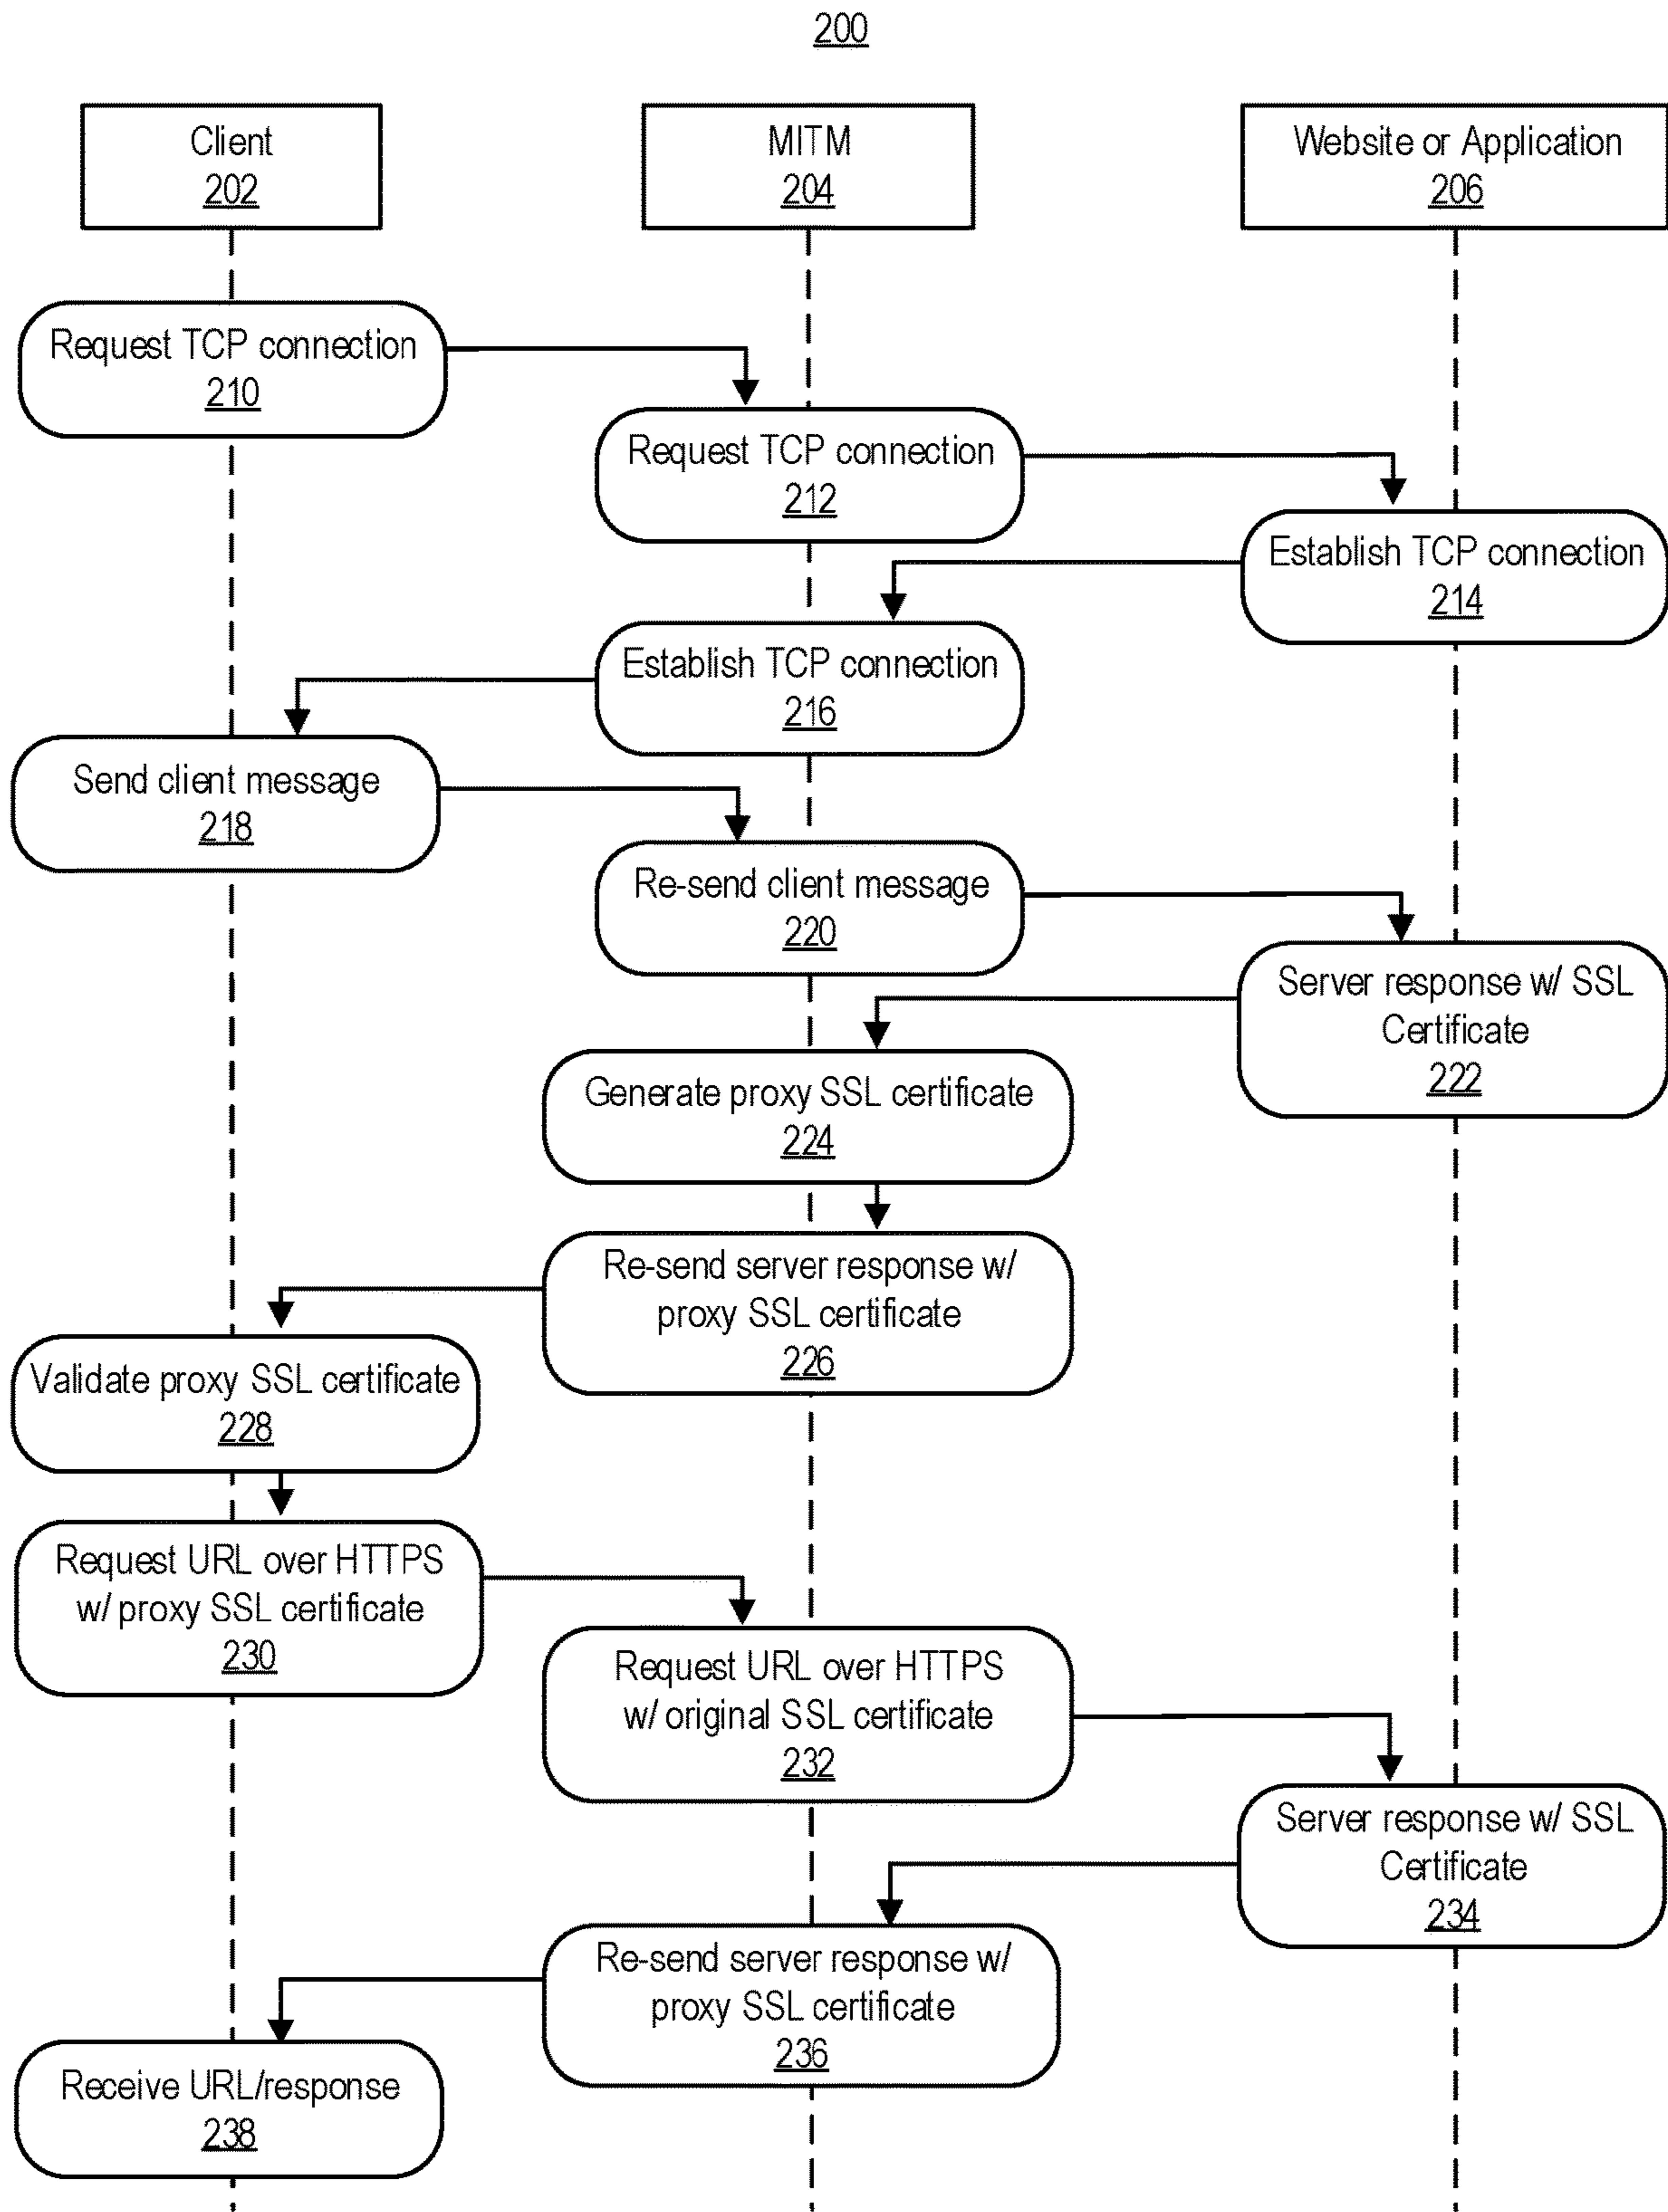 200
Client
202
MITM
204
Website or Application
206
Request TCP connection
210
Request TCP connection
212
Establish TCP connection
214
Establish TCP connection
216
Send client message
218
Re-send client message
220
Server response w/ SSL
Certificate
222
Generate proxy SSL certificate
224
Re-send server response w/
proxy SSL certificate
226
Validate proxy SSL certificate
228
Request URL over HTTPS
w/ proxy SSL certificate
230
Request URL over HTTPS
w/ original SSL certificate
232
Server response w/ SSL
Certificate
234
Re-send server response w/
proxy SSL certificate
236
Receive URL/response
238